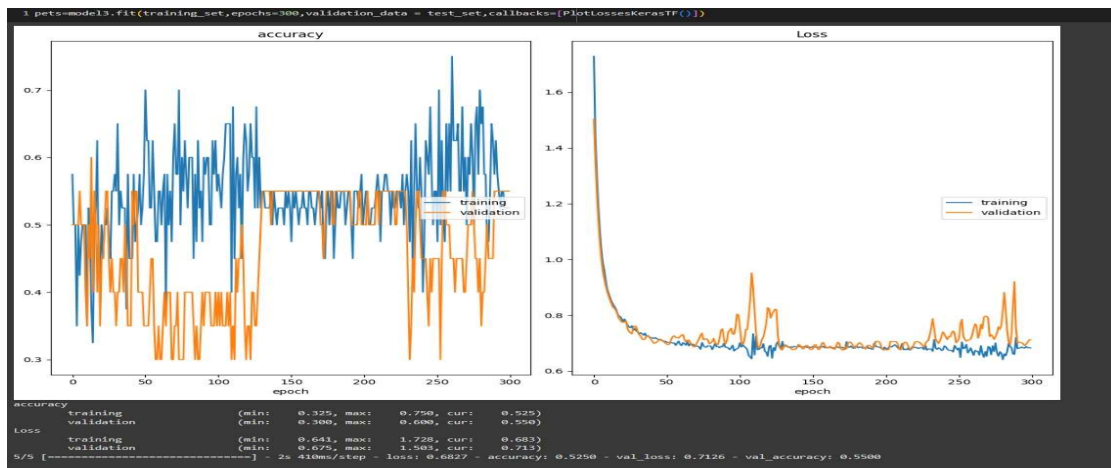 1 pets=model3.fit(training_set,epochs=300,validation_data = test_set,callbacks=[PlotLossesKerasTF()])
accuracy
Loss
0.7
0.6
0.5
0.4
0.3
1.6
1.4
1.2
1.0
0.8
0.6
training
validation
training
validation
0 50 100 150 200 250 300
0 50 100 150 200 250 300
epoch
epoch
accuracy
training (min: 0.325, max: 0.750, cur: 0.525)
validation (min: 0.300, max: 0.600, cur: 0.550)
Loss
training (min: 0.641, max: 1.728, cur: 0.683)
validation (min: 0.675, max: 1.503, cur: 0.713)
5/5 [==============================] - 2s 410ms/step - loss: 0.6827 - accuracy: 0.5250 - val_loss: 0.7126 - val_accuracy: 0.5500